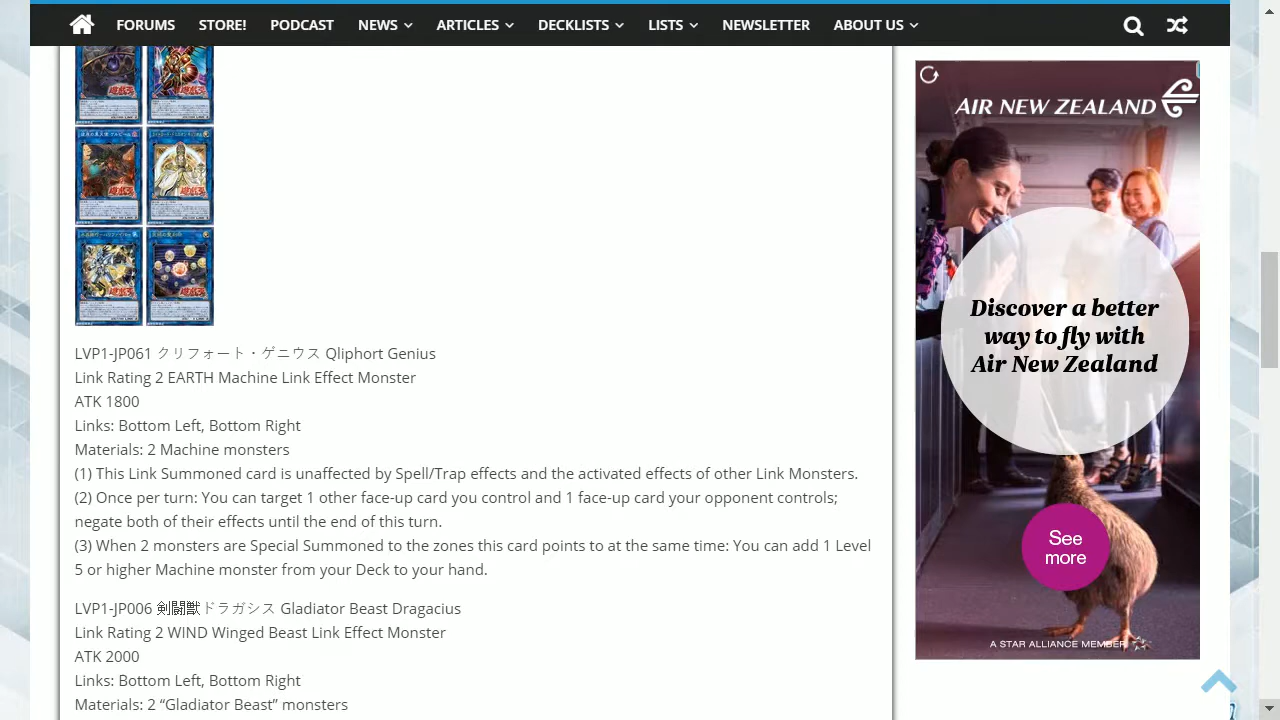 FORUMS STORE! PODCAST NEWS ARTICLES DECKLISTS LISTS NEWSLETTER ABOUT US
LVP1-JP061 クリフォート・ゲニウス Qliphort Genius
Link Rating 2 EARTH Machine Link Effect Monster
ATK 1800
Links: Bottom Left, Bottom Right
Materials: 2 Machine monsters
(1) This Link Summoned card is unaffected by Spell/Trap effects and the activated effects of other Link Monsters.
(2) Once per turn: You can target 1 other face-up card you control and 1 face-up card your opponent controls;
negate both of their effects until the end of this turn.
(3) When 2 monsters are Special Summoned to the zones this card points to at the same time: You can add 1 Level
5 or higher Machine monster from your Deck to your hand.
LVP1-JP006 剣闘獣ドラガシス Gladiator Beast Dragacius
Link Rating 2 WIND Winged Beast Link Effect Monster
ATK 2000
Links: Bottom Left, Bottom Right
Materials: 2 “Gladiator Beast” monsters
AIR NEW ZEALAND
Discover a better
way to fly with
Air New Zealand
See
more
A STAR ALLIANCE MEMBER